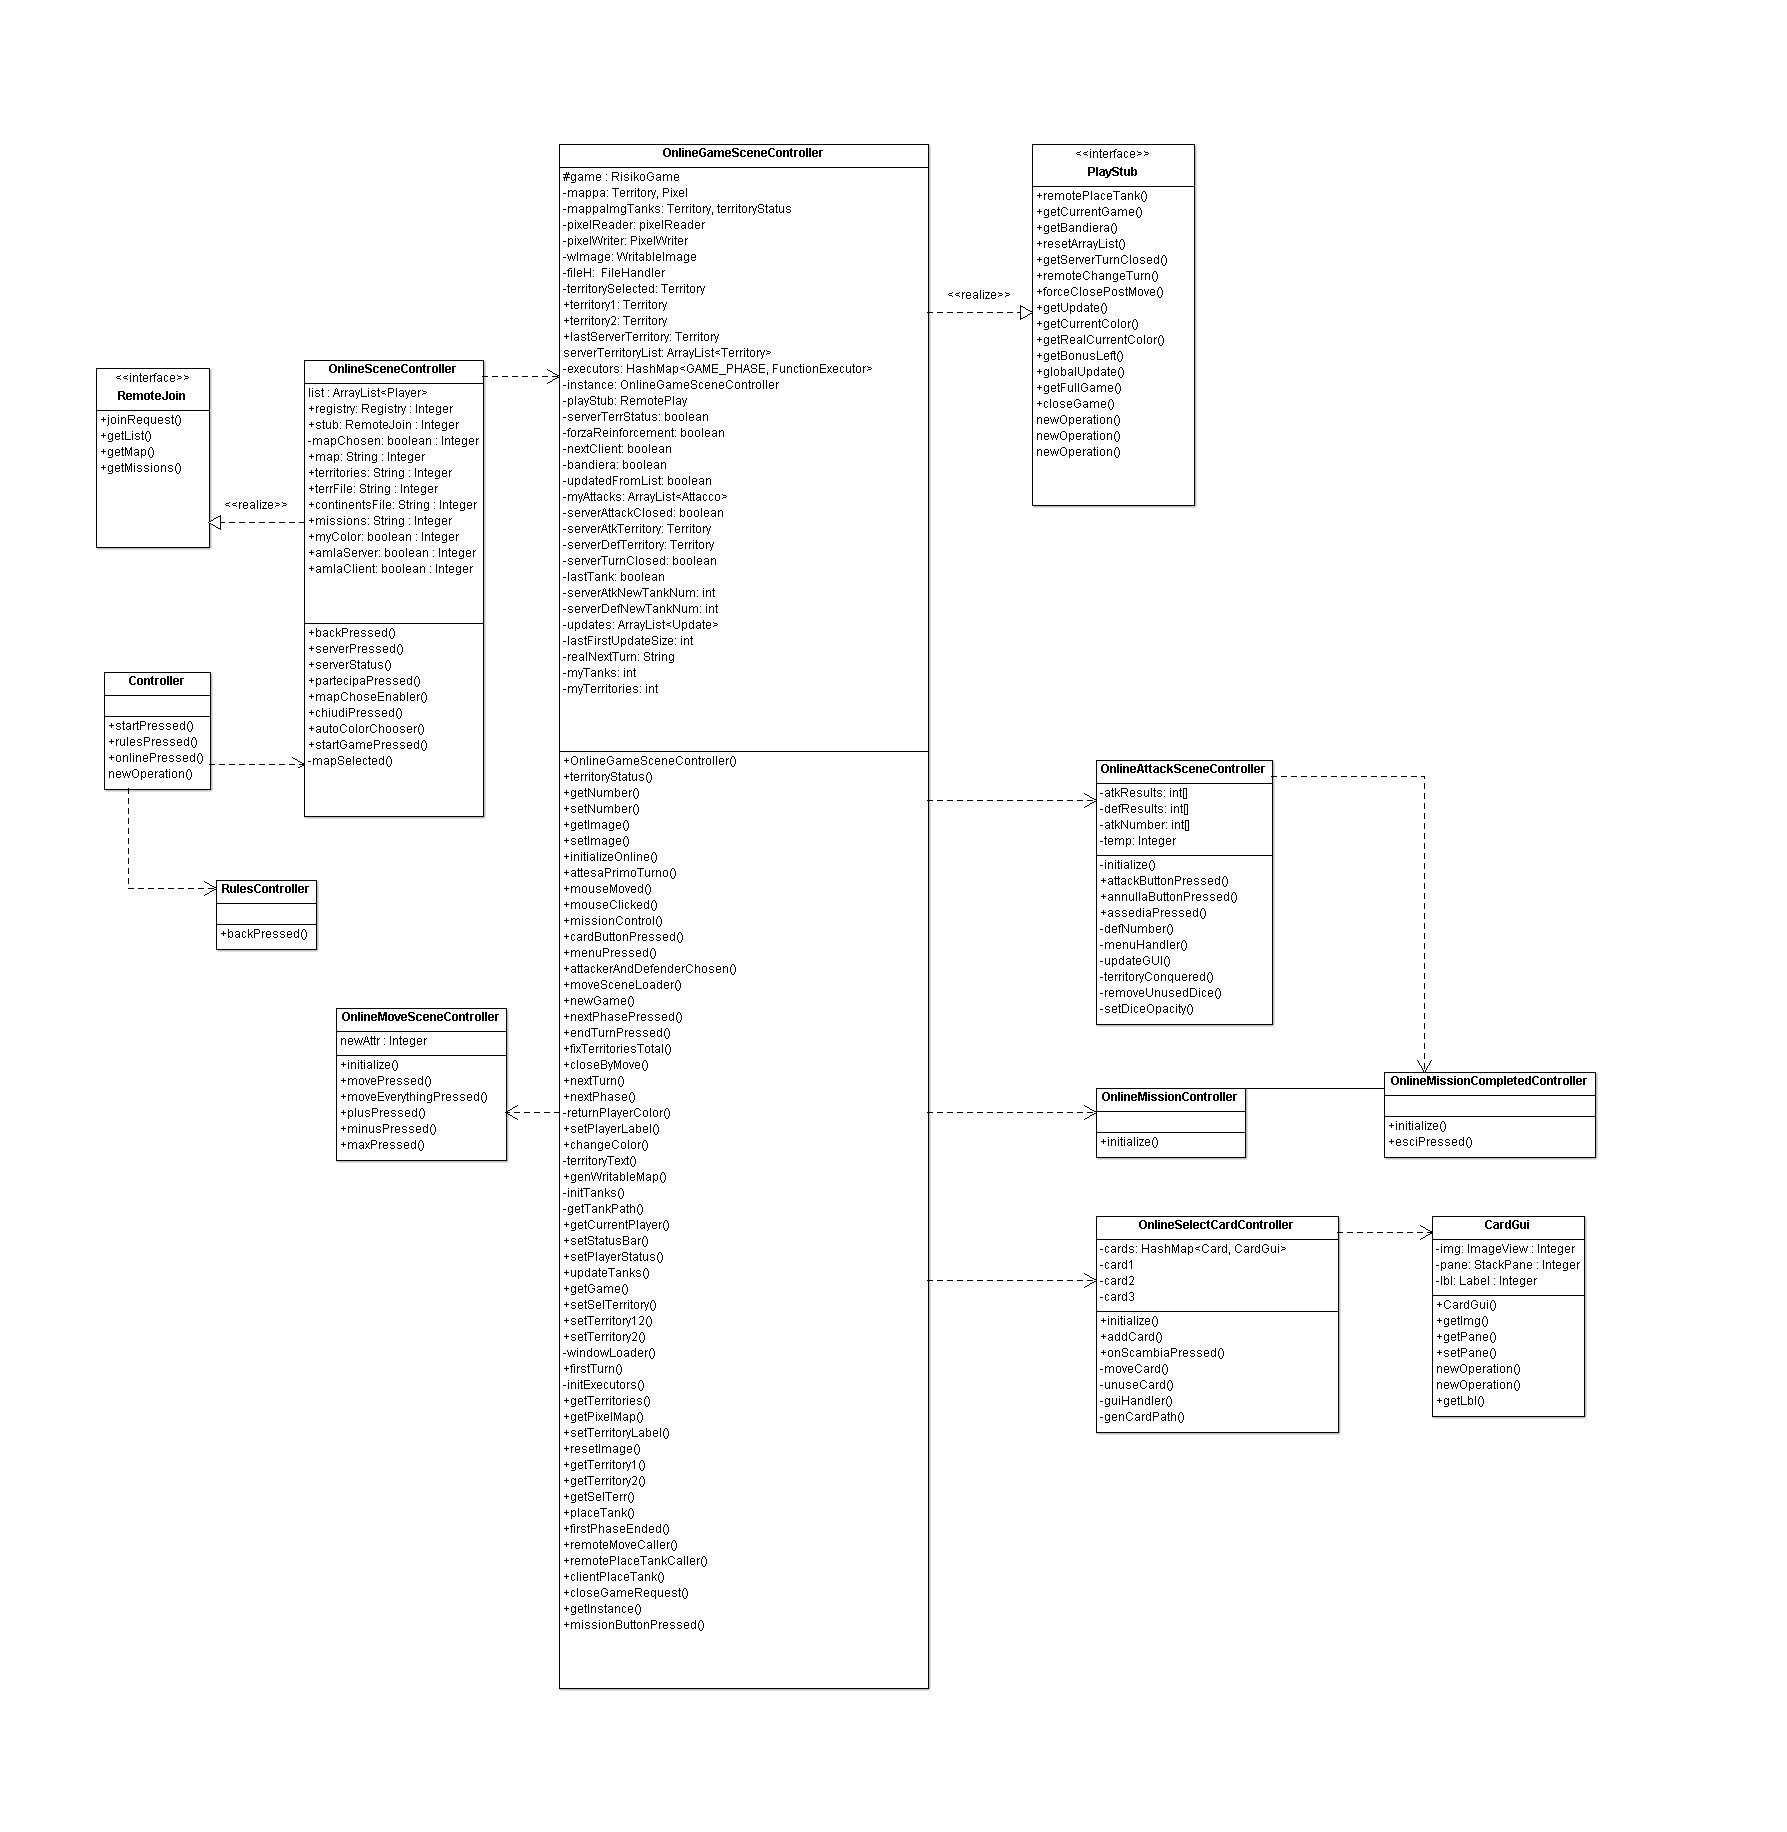 <<interface>>
RemoteJoin
+joinRequest()
+getList()
+getMap()
+getMissions()
<<realize>>
OnlineSceneController
list : ArrayList<Player>
+registry: Registry : Integer
+stub: RemoteJoin : Integer
-mapChosen: boolean : Integer
+map: String : Integer
+territories: String : Integer
+terrFile: String : Integer
+continentsFile: String : Integer
+missions: String : Integer
+myColor: boolean : Integer
+amIaServer: boolean : Integer
+amIaClient: boolean : Integer
+backPressed()
+serverPressed()
+serverStatus()
+partecipaPressed()
+mapChoseEnabler()
+chiudiPressed()
+autoColorChooser()
+startGamePressed()
-mapSelected()
Controller
+startPressed()
+rulesPressed()
+onlinePressed()
newOperation()
RulesController
+backPressed()
OnlineMoveSceneController
newAttr : Integer
+initialize()
+movePressed()
+moveEverythingPressed()
+plusPressed()
+minusPressed()
+maxPressed()
OnlineGameSceneController
#game : RisikoGame
-mappa: Territory, Pixel
-mappaImgTanks: Territory, territoryStatus
-pixelReader: pixelReader
-pixelWriter: PixelWriter
-wImage: WritableImage
-fileH:  FileHandler
-territorySelected: Territory
+territory1: Territory
+territory2: Territory
+lastServerTerritory: Territory
serverTerritoryList: ArrayList<Territory>
-executors: HashMap<GAME_PHASE, FunctionExecutor>
-instance: OnlineGameSceneController
-playStub: RemotePlay
-serverTerrStatus: boolean
-forzaReinforcement: boolean
-nextClient: boolean
-bandiera: boolean
-updatedFromList: boolean
-myAttacks: ArrayList<Attacco>
-serverAttackClosed: boolean
-serverAtkTerritory: Territory
-serverDefTerritory: Territory
-serverTurnClosed: boolean
-lastTank: boolean
-serverAtkNewTankNum: int
-serverDefNewTankNum: int
-updates: ArrayList<Update>
-lastFirstUpdateSize: int
-realNextTurn: String
-myTanks: int
-myTerritories: int
+OnlineGameSceneController()
+territoryStatus()
+getNumber()
+setNumber()
+getImage()
+setImage()
+initializeOnline()
+attesaPrimoTurno()
+mouseMoved()
+mouseClicked()
+missionControl()
+cardButtonPressed()
+menuPressed()
+attackerAndDefenderChosen()
+moveSceneLoader()
+newGame()
+nextPhasePressed()
+endTurnPressed()
+fixTerritoriesTotal()
+closeByMove()
+nextTurn()
+nextPhase()
-returnPlayerColor()
+setPlayerLabel()
+changeColor()
-territoryText()
+genWritableMap()
-initTanks()
-getTankPath()
+getCurrentPlayer()
+setStatusBar()
+setPlayerStatus()
+updateTanks()
+getGame()
+setSelTerritory()
+setTerritory12()
+setTerritory2()
-windowLoader()
+firstTurn()
-initExecutors()
+getTerritories()
+getPixelMap()
+setTerritoryLabel()
+resetImage()
+getTerritory1()
+getTerritory2()
+getSelTerr()
+placeTank()
+firstPhaseEnded()
+remoteMoveCaller()
+remotePlaceTankCaller()
+clientPlaceTank()
+closeGameRequest()
+getInstance()
+missionButtonPressed()
<<realize>>
<<interface>>
PlayStub
+remotePlaceTank()
+getCurrentGame()
+getBandiera()
+resetArrayList()
+getServerTurnClosed()
+remoteChangeTurn()
+forceClosePostMove()
+getUpdate()
+getCurrentColor()
+getRealCurrentColor()
+getBonusLeft()
+globalUpdate()
+getFullGame()
+closeGame()
newOperation()
newOperation()
newOperation()
OnlineAttackSceneController
-atkResults: int[]
-defResults: int[]
-atkNumber: int[]
-temp: Integer
-initialize()
+attackButtonPressed()
+annullaButtonPressed()
+assediaPressed()
-defNumber()
-menuHandler()
-updateGUI()
-territoryConquered()
-removeUnusedDice()
-setDiceOpacity()
OnlineMissionController
+initialize()
OnlineMissionCompletedController
+initialize()
+esciPressed()
OnlineSelectCardController
-cards: HashMap<Card, CardGui>
-card1
-card2
-card3
+initialize()
+addCard()
+onScambiaPressed()
-moveCard()
-unuseCard()
-guiHandler()
-genCardPath()
CardGui
-img: ImageView : Integer
-pane: StackPane : Integer
-lbl: Label : Integer
+CardGui()
+getImg()
+getPane()
+setPane()
newOperation()
newOperation()
+getLbl()